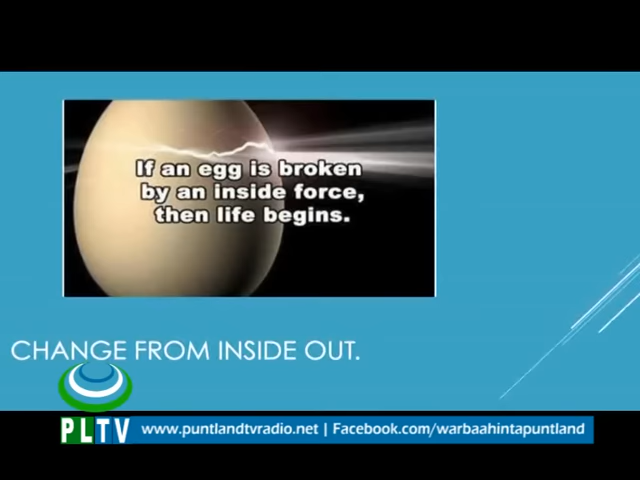 If an egg is broken
by an inside force,
then life begins.
CHANGE FROM INSIDE OUT.
PLTV
www.puntlandtvradio.net | Facebook.com/warbaahintapuntland